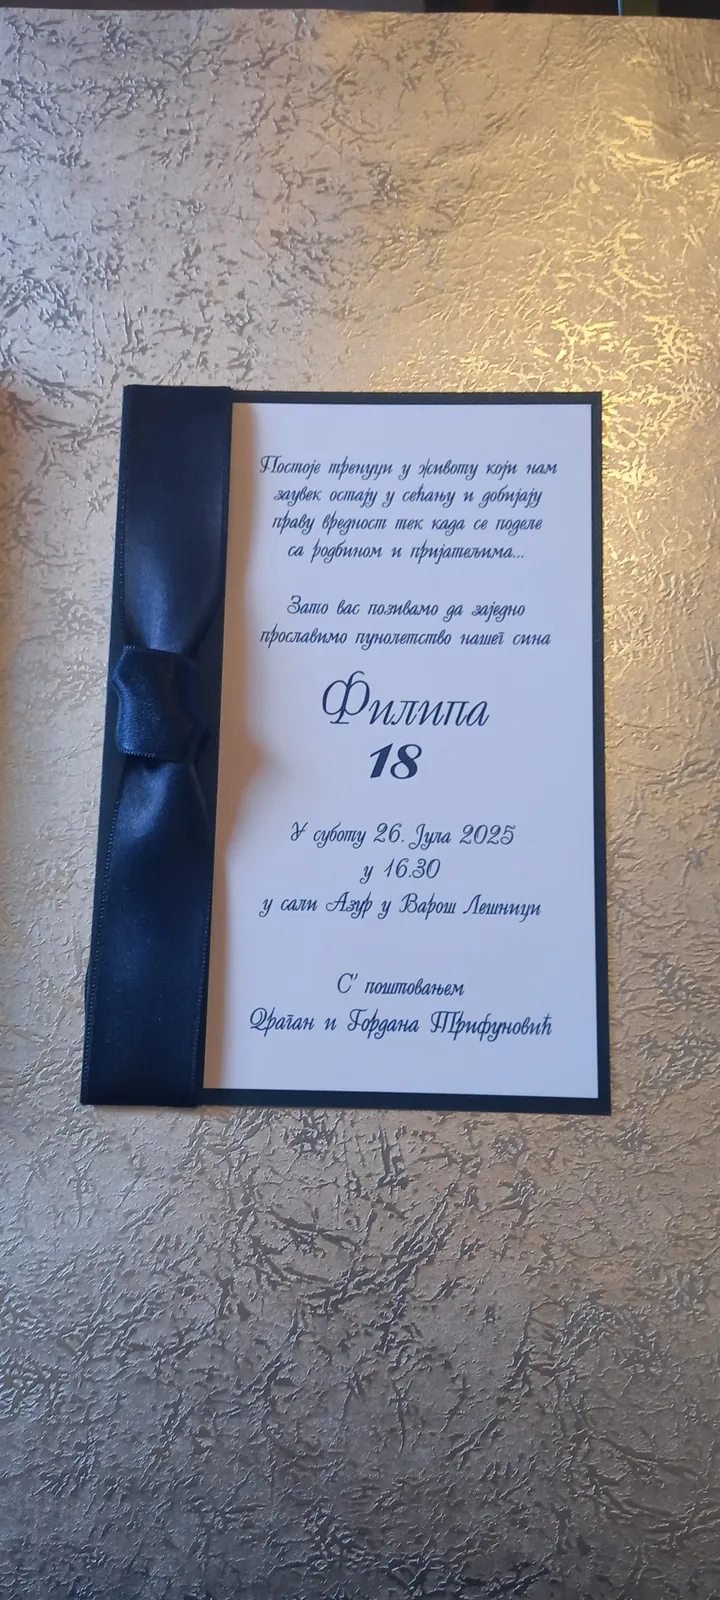 Постоје тренуци у животу који нам
заувек остају у сећању и добијају
праву вредност тек када се поделе
са родбином и пријатељима...
Зато вас позивамо да заједно
прославимо пунолетство нашег сина
Филипа
18
У суботу 26. Јула 2025
у 16.30
у сали Азур у Варош Лешници
С' поштовањем
Драган и Гордана Трифуновић